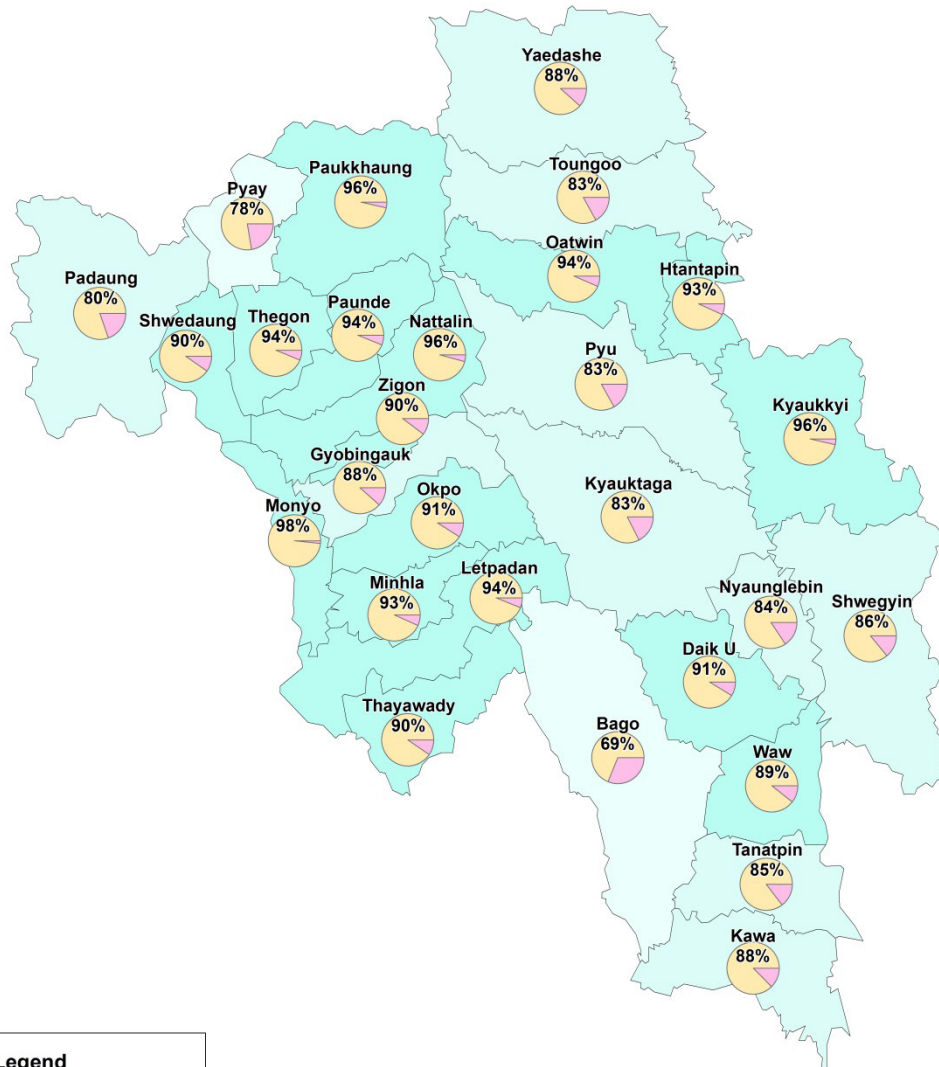 Yaedashe
88%
Toungoo
83%
Paukkhaung
96%
Pyay
78%
Oatwin
94%
Htantapin
93%
Padaung
80%
Shwedaung
90%
Thegon
94%
Paunde
94%
Nattalin
96%
Pyu
83%
Kyaukkyi
96%
Zigon
90%
Gyobingauk
88%
Okpo
91%
Kyauktaga
83%
Monyo
98%
Letpadan
94%
Minhla
93%
Nyaunglebin
84%
Shwegyin
86%
Daik U
91%
Thayawady
90%
Bago
69%
Waw
89%
Tanatpin
85%
Kawa
88%
Legend